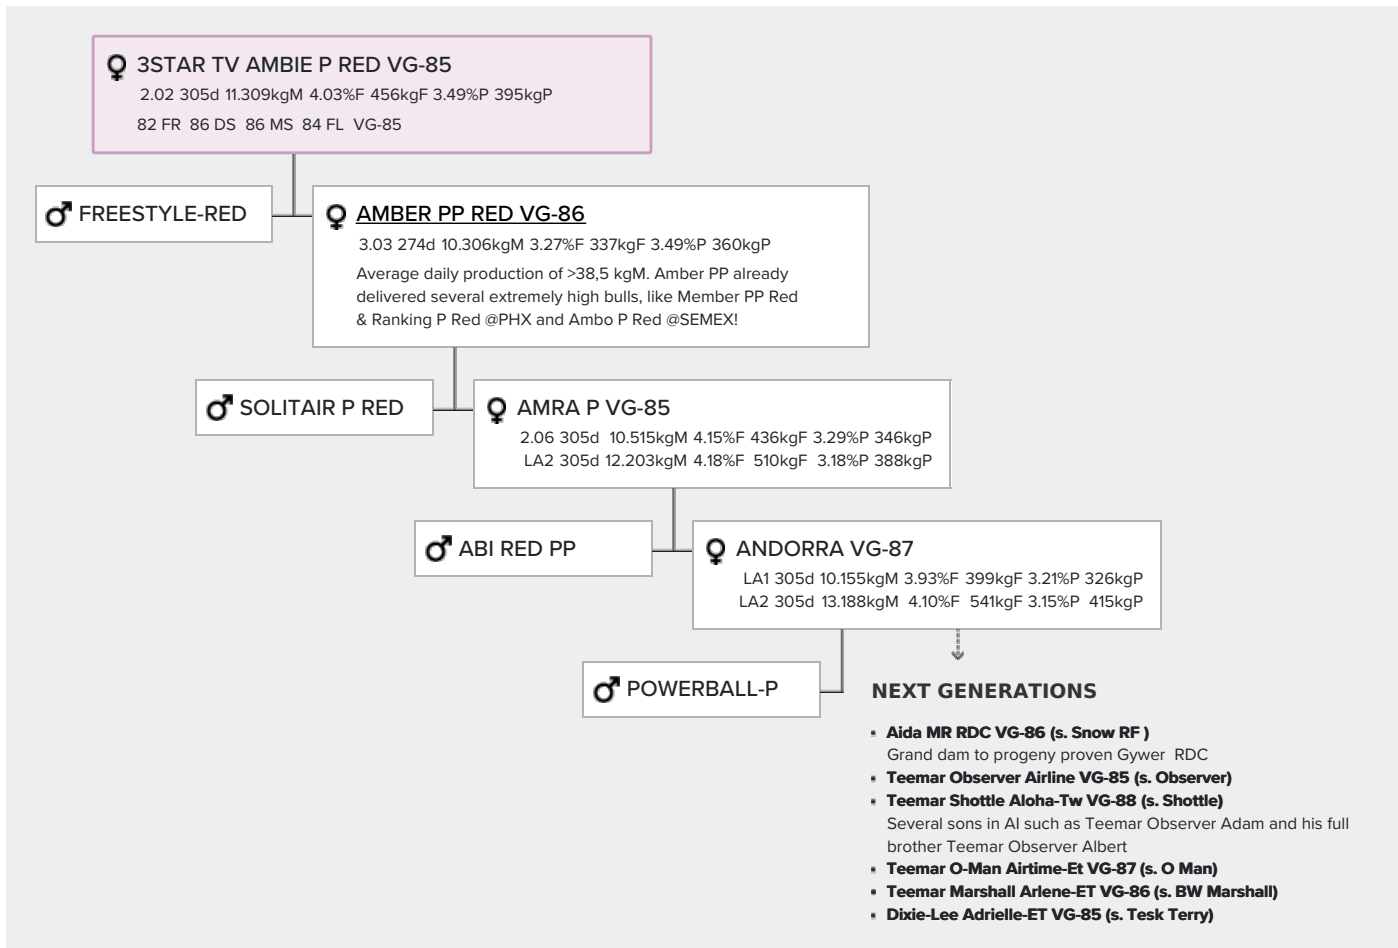 3STAR TV AMBIE P RED VG-85
2.02 305d 11.309kgM 4.03%F 456kgF 3.49%P 395kgP
82 FR 86 DS 86 MS 84 FL VG-85
FREESTYLE-RED
AMBER PP RED VG-86
3.03 274d 10.306kgM 3.27%F 337kgF 3.49%P 360kgP
Average daily production of >38,5 kgM. Amber PP already
delivered several extremely high bulls, like Member PP Red
& Ranking P Red @PHX and Ambo P Red @SEMEX!
SOLITAIR P RED
AMRA P VG-85
2.06 305d 10.515kgM 4.15%F 436kgF 3.29%P 346kgP
LA2 305d 12.203kgM 4.18%F 510kgF 3.18%P 388kgP
ABI RED PP
ANDORRA VG-87
LA1 305d 10.155kgM 3.93%F 399kgF 3.21%P 326kgP
LA2 305d 13.188kgM 4.10%F 541kgF 3.15%P 415kgP
POWERBALL-P
NEXT GENERATIONS
Aida MR RDC VG-86 (s. Snow RF )
Grand dam to progeny proven Gywer RDC
Teemar Observer Airline VG-85 (s. Observer)
Teemar Shottle Aloha-Tw VG-88 (s. Shottle)
Several sons in AI such as Teemar Observer Adam and his full
brother Teemar Observer Albert
Teemar O-Man Airtime-Et VG-87 (s. O Man)
Teemar Marshall Arlene-ET VG-86 (s. BW Marshall)
Dixie-Lee Adrielle-ET VG-85 (s. Tesk Terry)